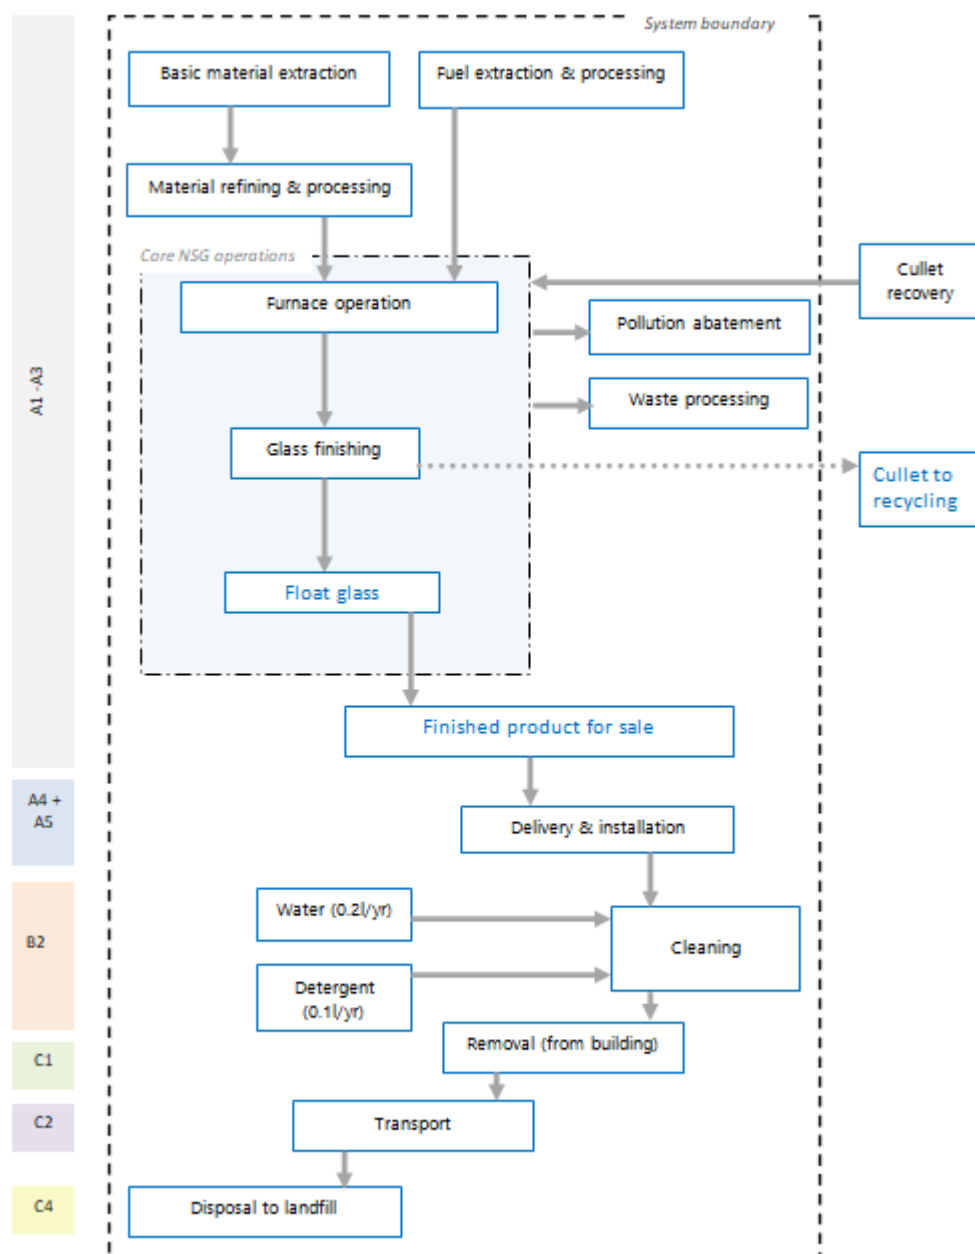 System boundary
Basic material extraction
Fuel extraction & processing
Material refining & processing
Core NSG operations
Furnace operation
Cullet
recovery
Pollution abatement
Waste processing
A1 -A3
Glass finishing
Cullet to
recycling
Float glass
Finished product for sale
A4 +
A5
Delivery & installation
Water (0.2l/yr)
B2
Cleaning
Detergent
(0.1l/yr)
Removal (from building)
C1
C2
Transport
C4
Disposal to landfill